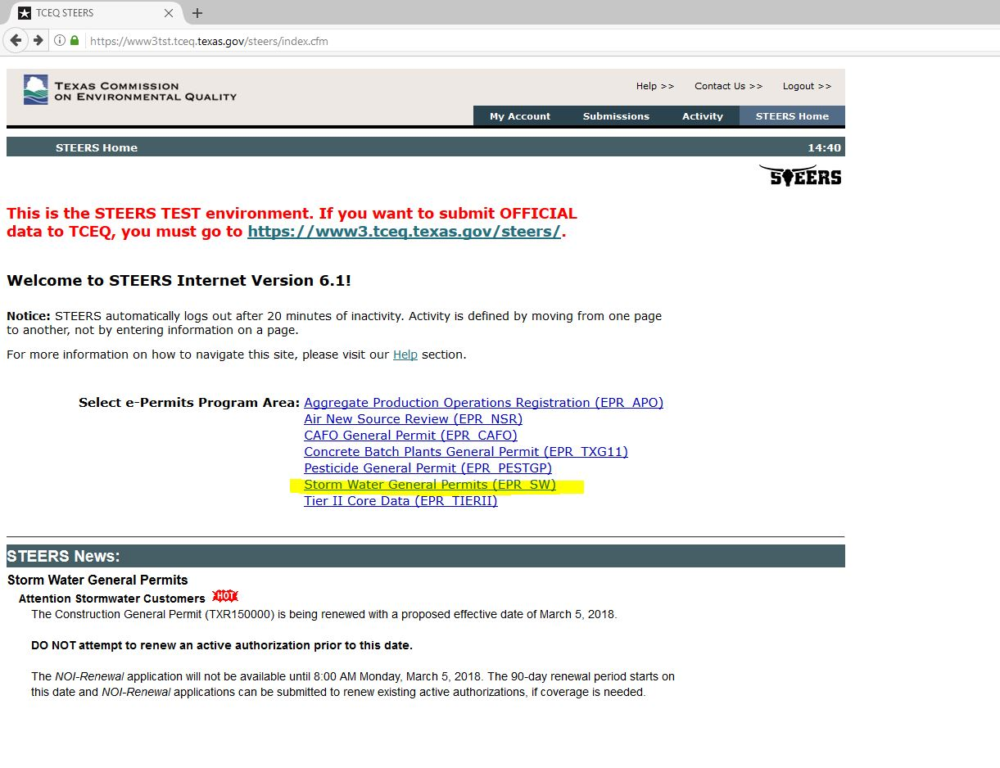 TCEQ STEERS
https://www3tst.tceq.texas.gov/steers/index.cfm
TEXAS COMMISSION
ON ENVIRONMENTAL QUALITY
Help >> Contact Us >> Logout >>
My Account Submissions Activity STEERS Home
STEERS Home 14:40
STEERS
This is the STEERS TEST environment. If you want to submit OFFICIAL
data to TCEQ, you must go to https://www3.tceq.texas.gov/steers/.
Welcome to STEERS Internet Version 6.1!
Notice: STEERS automatically logs out after 20 minutes of inactivity. Activity is defined by moving from one page
to another, not by entering information on a page.
For more information on how to navigate this site, please visit our Help section.
Select e-Permits Program Area: Aggregate Production Operations Registration (EPR_APO)
Air New Source Review (EPR_NSR)
CAFO General Permit (EPR_CAFO)
Concrete Batch Plants General Permit (EPR_TXG11)
Pesticide General Permit (EPR_PESTGP)
Storm Water General Permits (EPR_SW)
Tier II Core Data (EPR_TIERII)
STEERS News:
Storm Water General Permits
Attention Stormwater Customers HOT
The Construction General Permit (TXR150000) is being renewed with a proposed effective date of March 5, 2018.
DO NOT attempt to renew an active authorization prior to this date.
The NOI-Renewal application will not be available until 8:00 AM Monday, March 5, 2018. The 90-day renewal period starts on
this date and NOI-Renewal applications can be submitted to renew existing active authorizations, if coverage is needed.